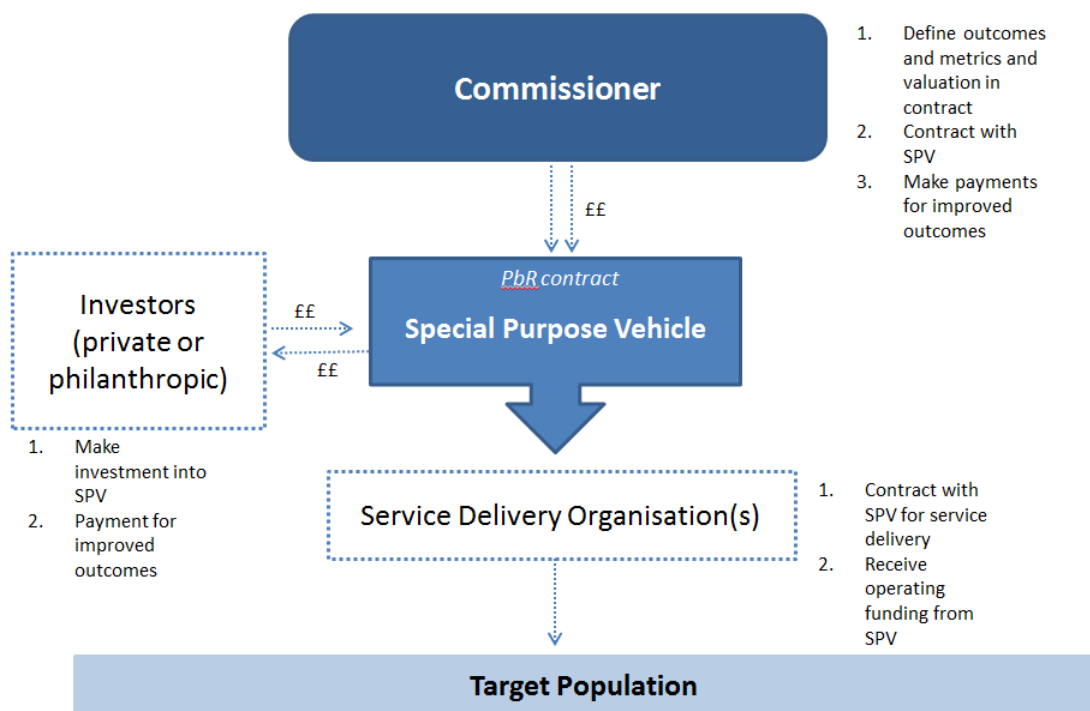 Commissioner
1. Define outcomes
and metrics and
valuation in
contract
2. Contract with
SPV
3. Make payments
for improved
outcomes
££
PbR contract
Special Purpose Vehicle
Investors
(private or
philanthropic)
££
££
1. Make
investment into
SPV
2. Payment for
improved
outcomes
Service Delivery Organisation(s)
1. Contract with
SPV for service
delivery
2. Receive
operating
funding from
SPV
Target Population